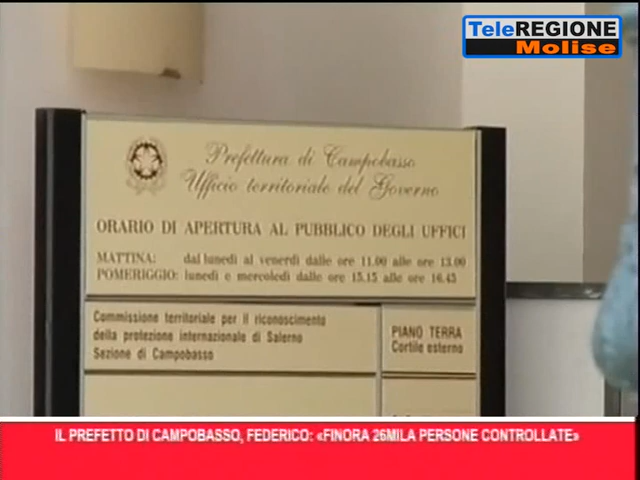 TeleREGIONE
Molise
Prefettura di Campobasso
Ufficio territoriale del Governo
ORARIO DI APERTURA AL PUBBLICO DEGLI UFFICI
MATTINA: dal lunedì al venerdì dalle ore 11.00 alle ore 13.00
POMERIGGIO: lunedì e mercoledì dalle ore 15.15 alle ore 16.45
Commissione territoriale per il riconoscimento
della protezione internazionale di Salerno
Sezione di Campobasso
PIANO TERRA
Cortile esterno
IL PREFETTO DI CAMPOBASSO, FEDERICO: «FINORA 26MILA PERSONE CONTROLLATE»